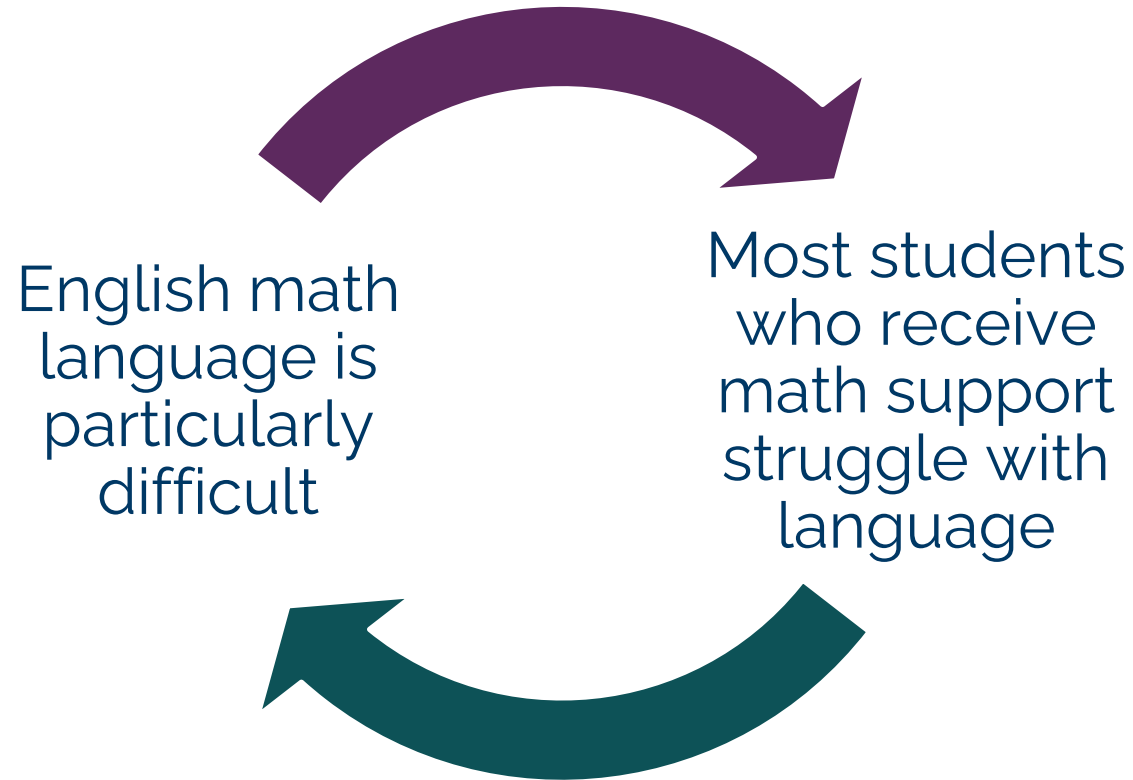 English math
language is
particularly
difficult
Most students
who receive
math support
struggle with
language